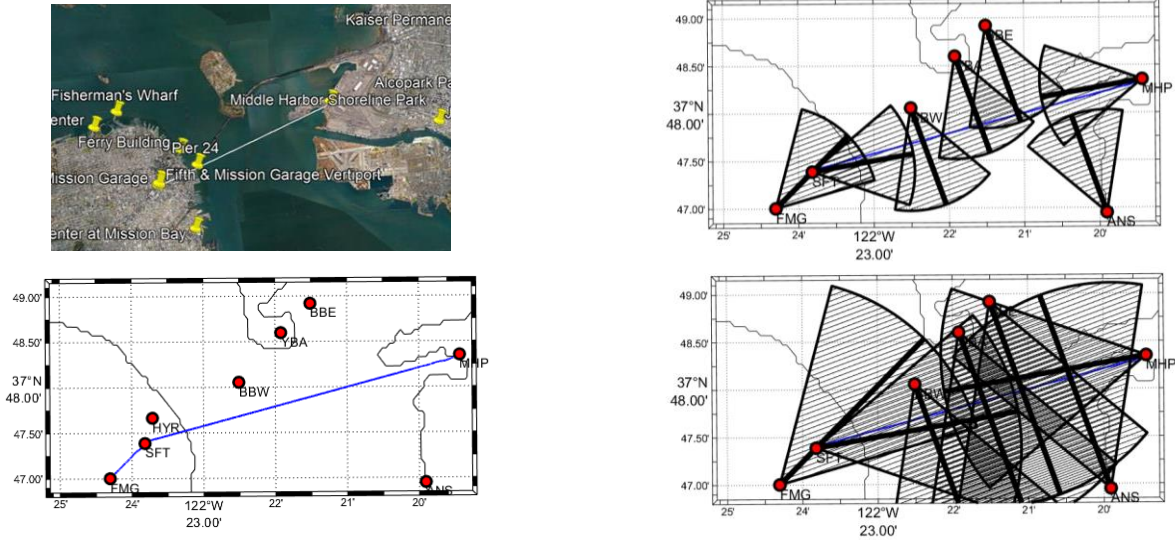 Kaiser Permane
Alcopark Pa
Fisherman's Wharf
Middle Harbor Shoreline Park
enter
Ferry Building
Pier 24
Mission Garage
Fifth & Mission Garage Vertiport
enter at Mission Bay
49.00'
48.50'
37°N
48.00'
47.50'
47.00'
BBE
YBA
MHP
BBW
HYR
SFT
FMG
ANS
25'
24'
122°W
23.00'
22'
21'
20'
49.00'
48.50'
37°N
48.00'
47.50'
47.00'
BBE
MHP
BBW
SFT
FMG
ANS
25'
24'
122°W
23.00'
22'
21'
20'
49.00'
48.50'
37°N
48.00'
47.50'
47.00'
MHP
SFT
FMG
ANS
25'
24'
122°W
23.00'
22'
21'
20'